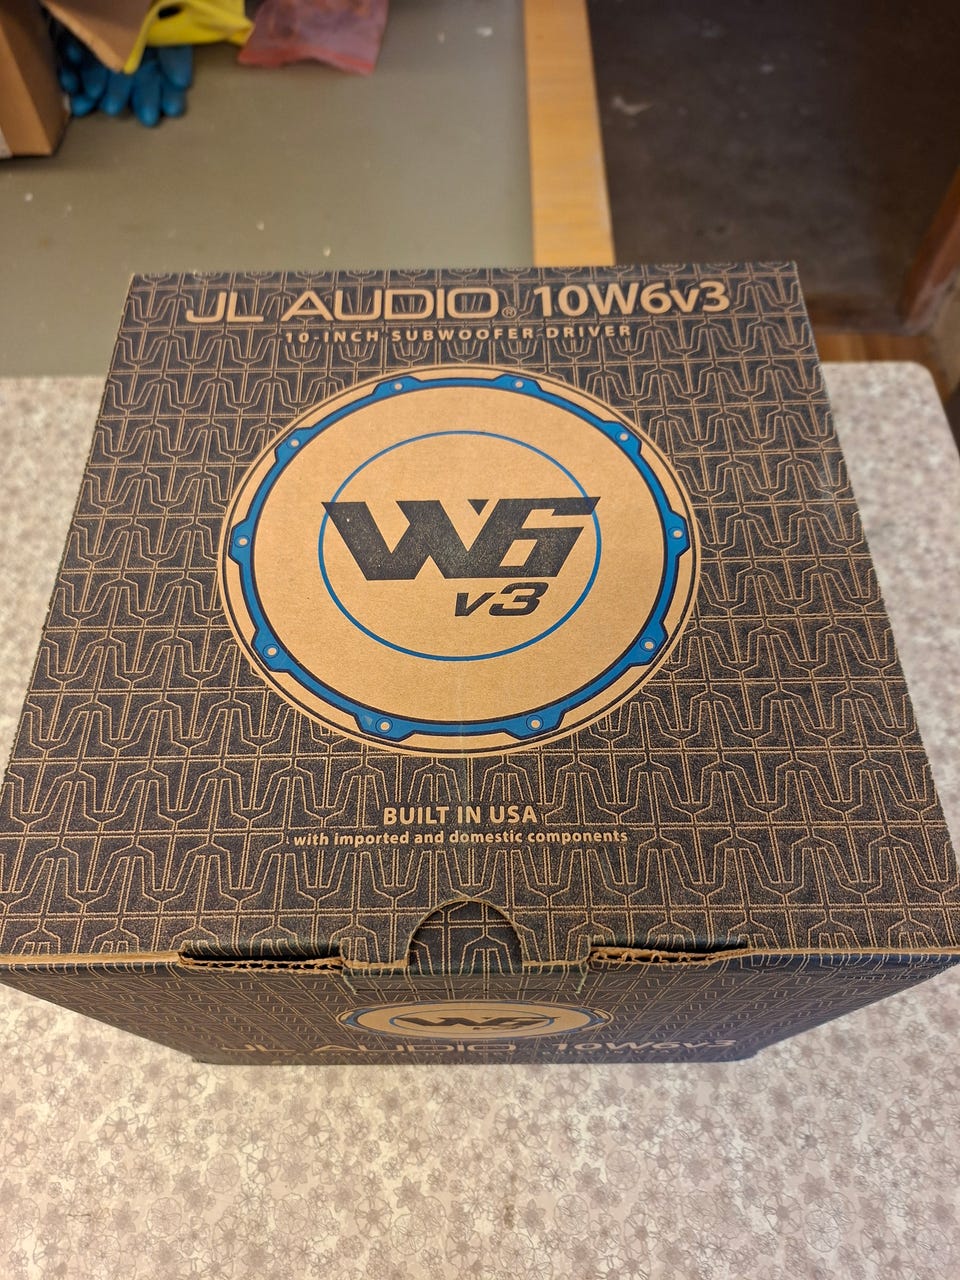 JL AUDIO® 10W6v3
10-INCH SUBWOOFER DRIVER
W6
v3
BUILT IN USA
with imported and domestic components
W6
v3
JL AUDIO 10W6v3